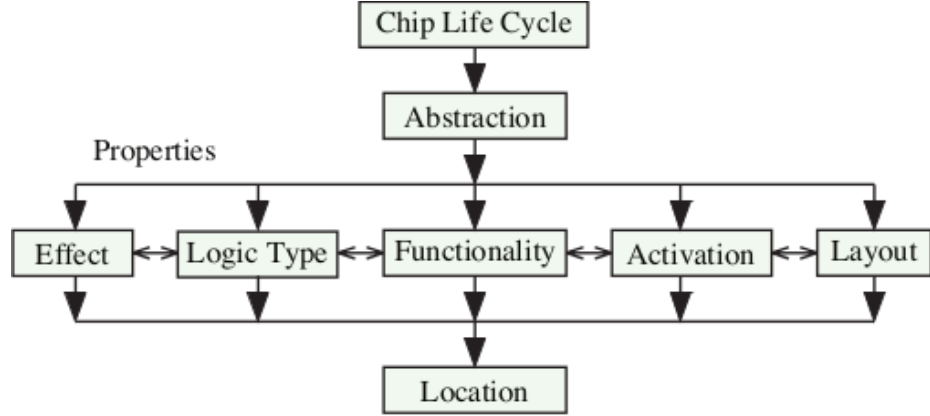 Chip Life Cycle
Abstraction
Properties
Effect
Logic Type
Functionality
Activation
Layout
Location